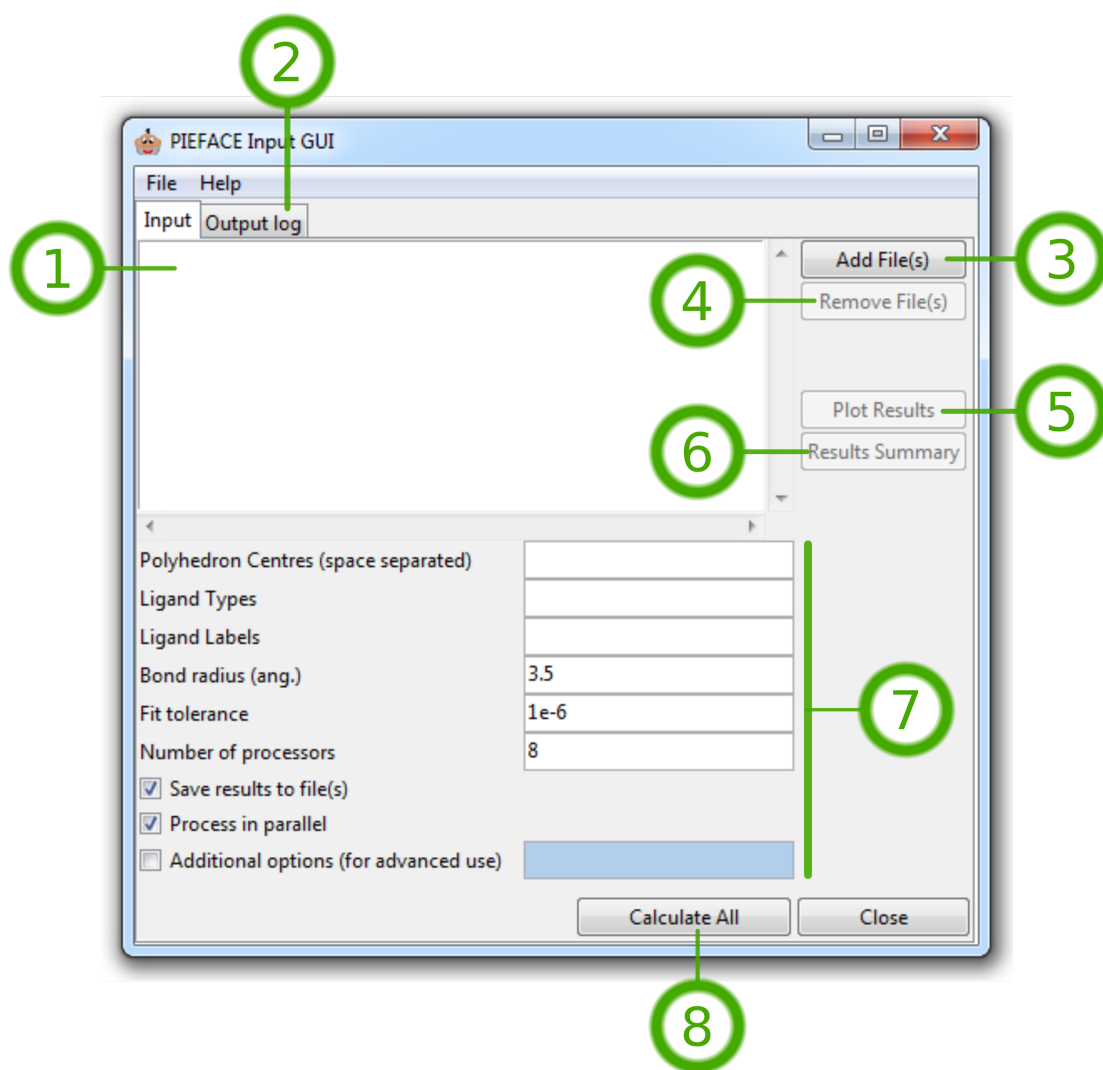 2
PIEFACE Input GUI
File Help
Input Output log
1
Add File(s)
3
4
Remove File(s)
Plot Results
5
6
Results Summary
Polyhedron Centres (space separated)
Ligand Types
Ligand Labels
Bond radius (ang.) 3.5
Fit tolerance 1e-6
7
Number of processors 8
Save results to file(s)
Process in parallel
Additional options (for advanced use)
Calculate All Close
8